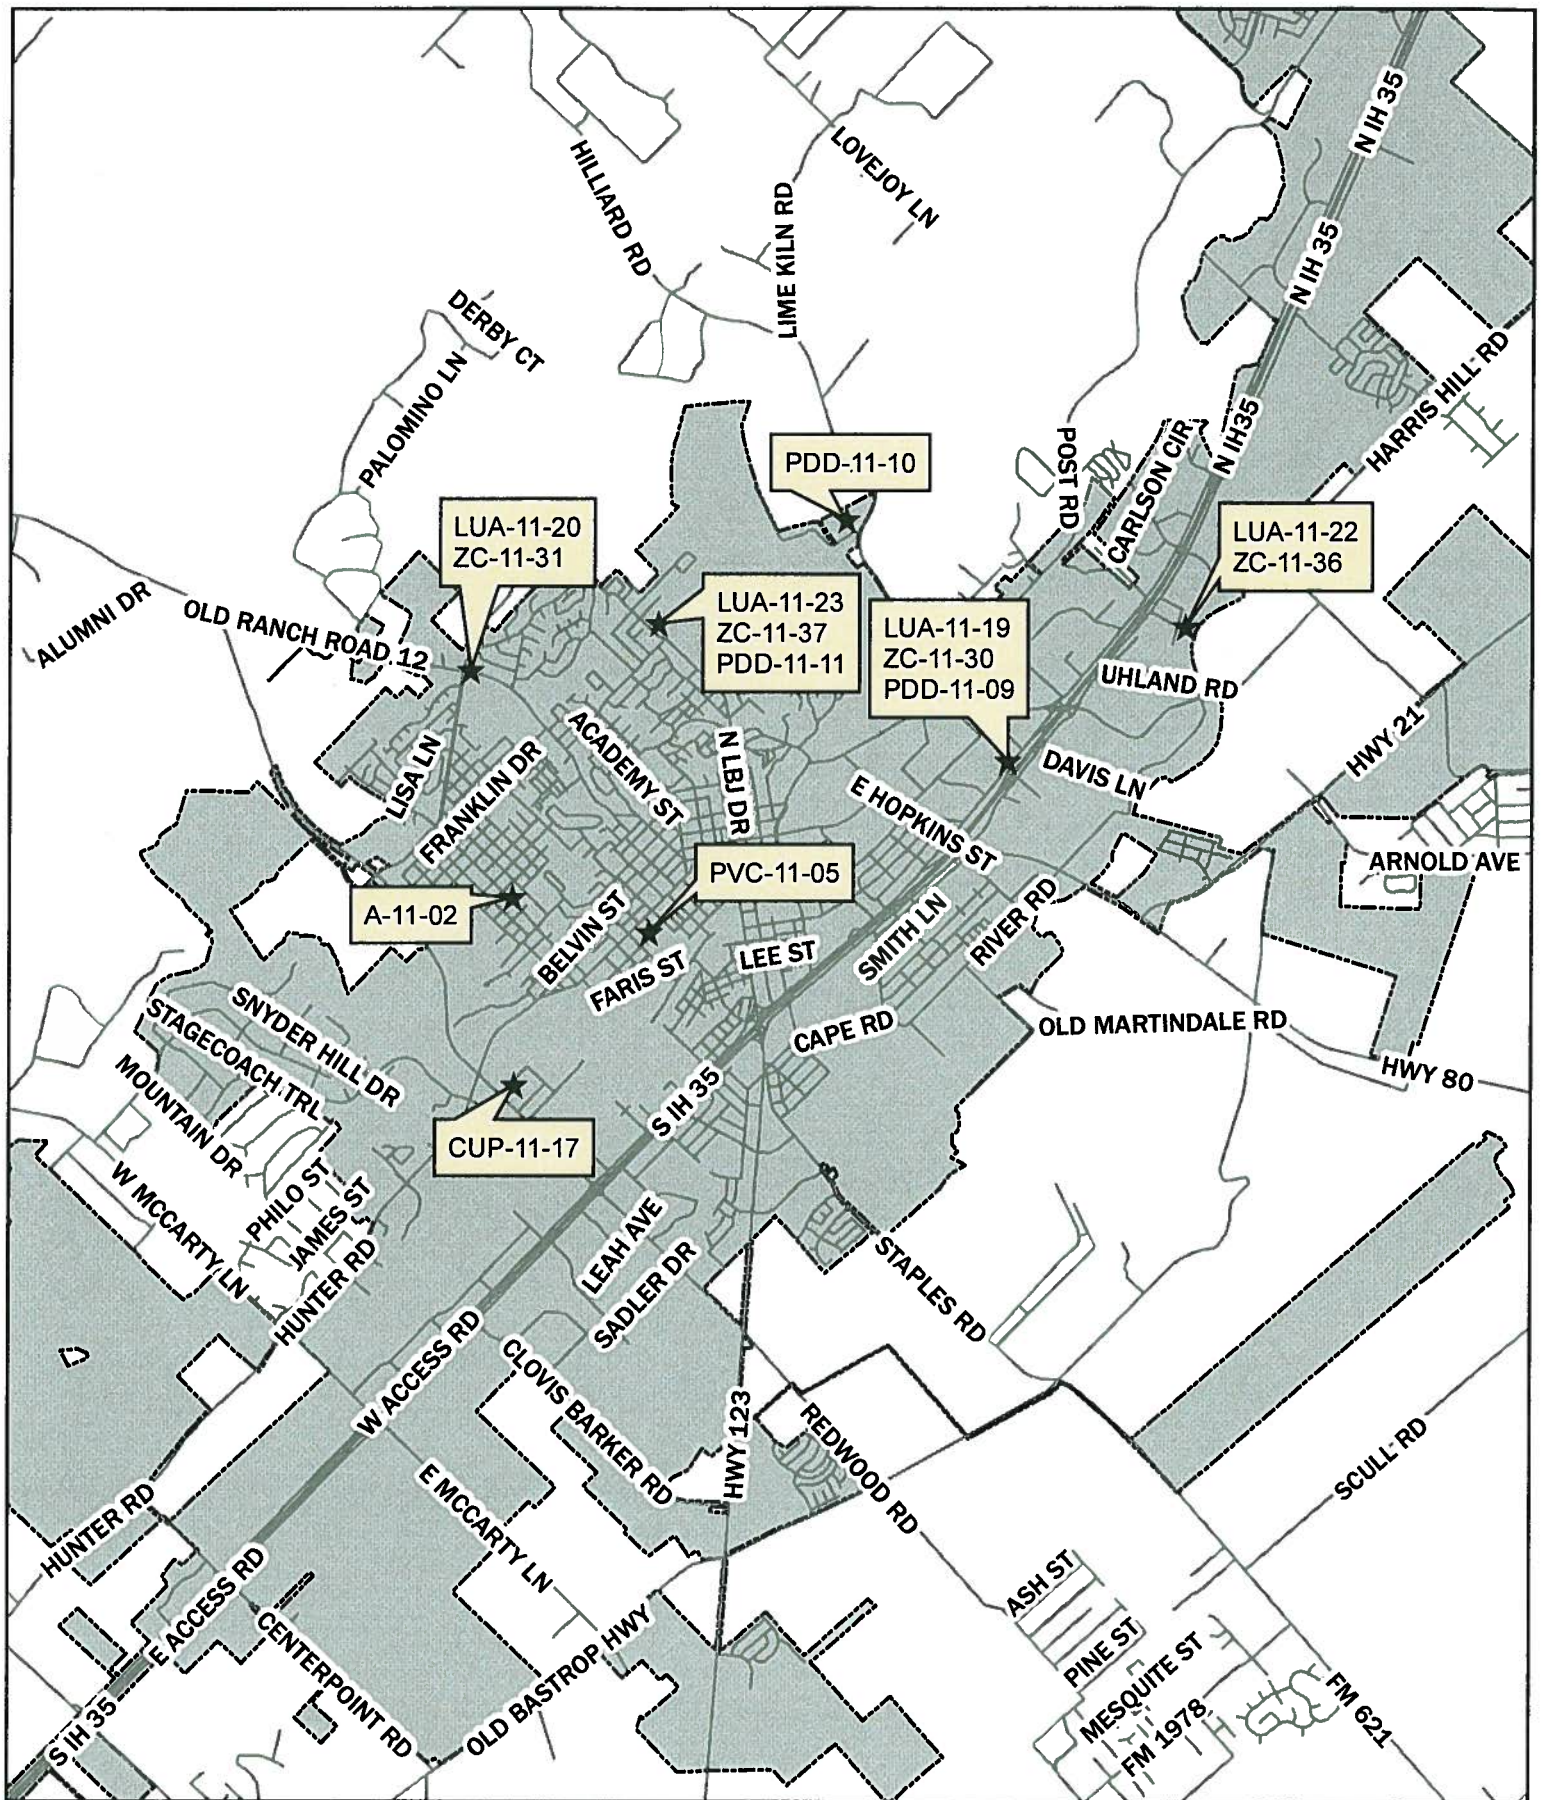 N IH 35
HILLIARD RD
LIME KILN RD
LOVEJOY LN
N IH 35
DERBY CT
PALOMINO LN
HARRIS HILL RD
N IH35
POST RD
CARLSON CIR
PDD-11-10
LUA-11-20
ZC-11-31
LUA-11-22
ZC-11-36
ALUMNI DR
OLD RANCH ROAD 12
LUA-11-23
ZC-11-37
PDD-11-11
LUA-11-19
ZC-11-30
PDD-11-09
UHLAND RD
HWY 21
LISA LN
FRANKLIN DR
ACADEMY ST
N LBJ DR
E HOPKINS ST
DAVIS LN
ARNOLD AVE
A-11-02
PVC-11-05
BELVIN ST
FARIS ST
LEE ST
SMITH LN
RIVER RD
SNYDER HILL DR
STAGECOACH TRL
MOUNTAIN DR
CAPE RD
OLD MARTINDALE RD
HWY 80
S IH 35
CUP-11-17
W MCCARTY LN
PHILO ST
JAMES ST
HUNTER RD
LEAH AVE
SADLER DR
STAPLES RD
W ACCESS RD
CLOVIS BARKER RD
HWY 123
REDWOOD RD
SCULL RD
HUNTER RD
E MCCARTY LN
E ACCESS RD
CENTERPOINT RD
OLD BASTROP HWY
S IH 35
ASH ST
PINE ST
MESQUITE ST
FM 1978
FM 621